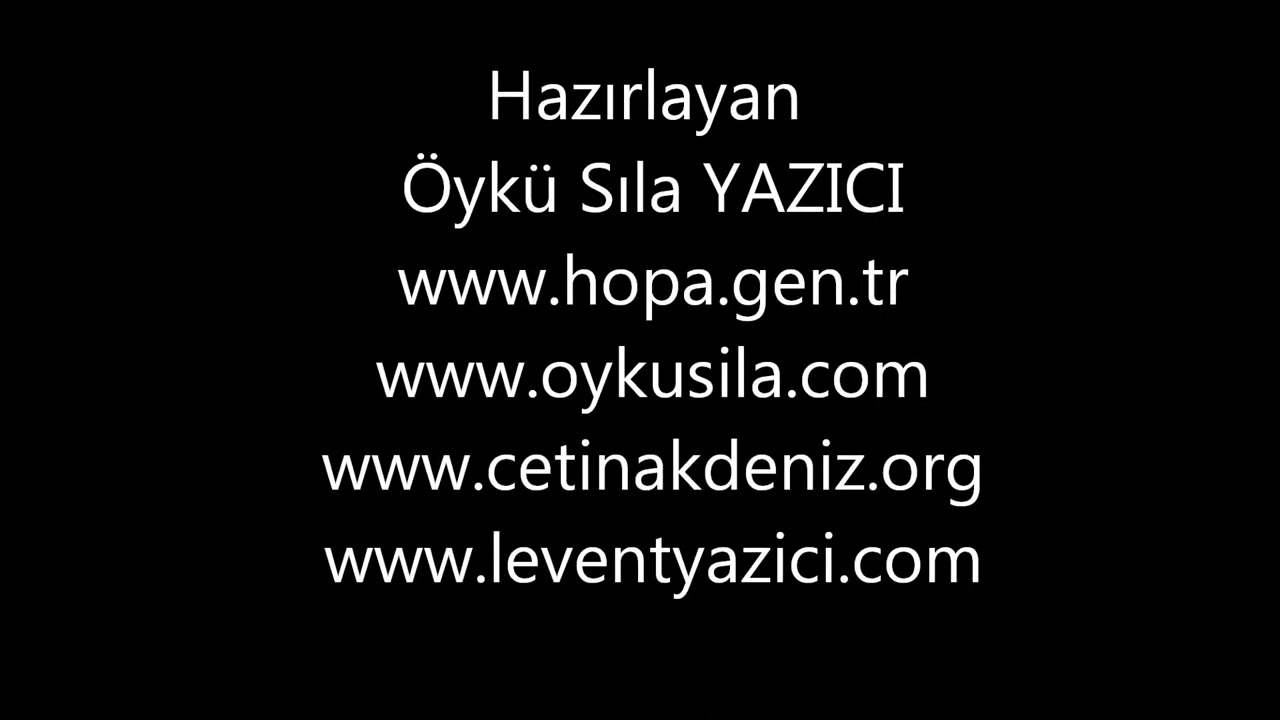 Hazırlayan
Öykü Sıla YAZICI
www.hopa.gen.tr
www.oykusila.com
www.cetinakdeniz.org
www.leventyazici.com